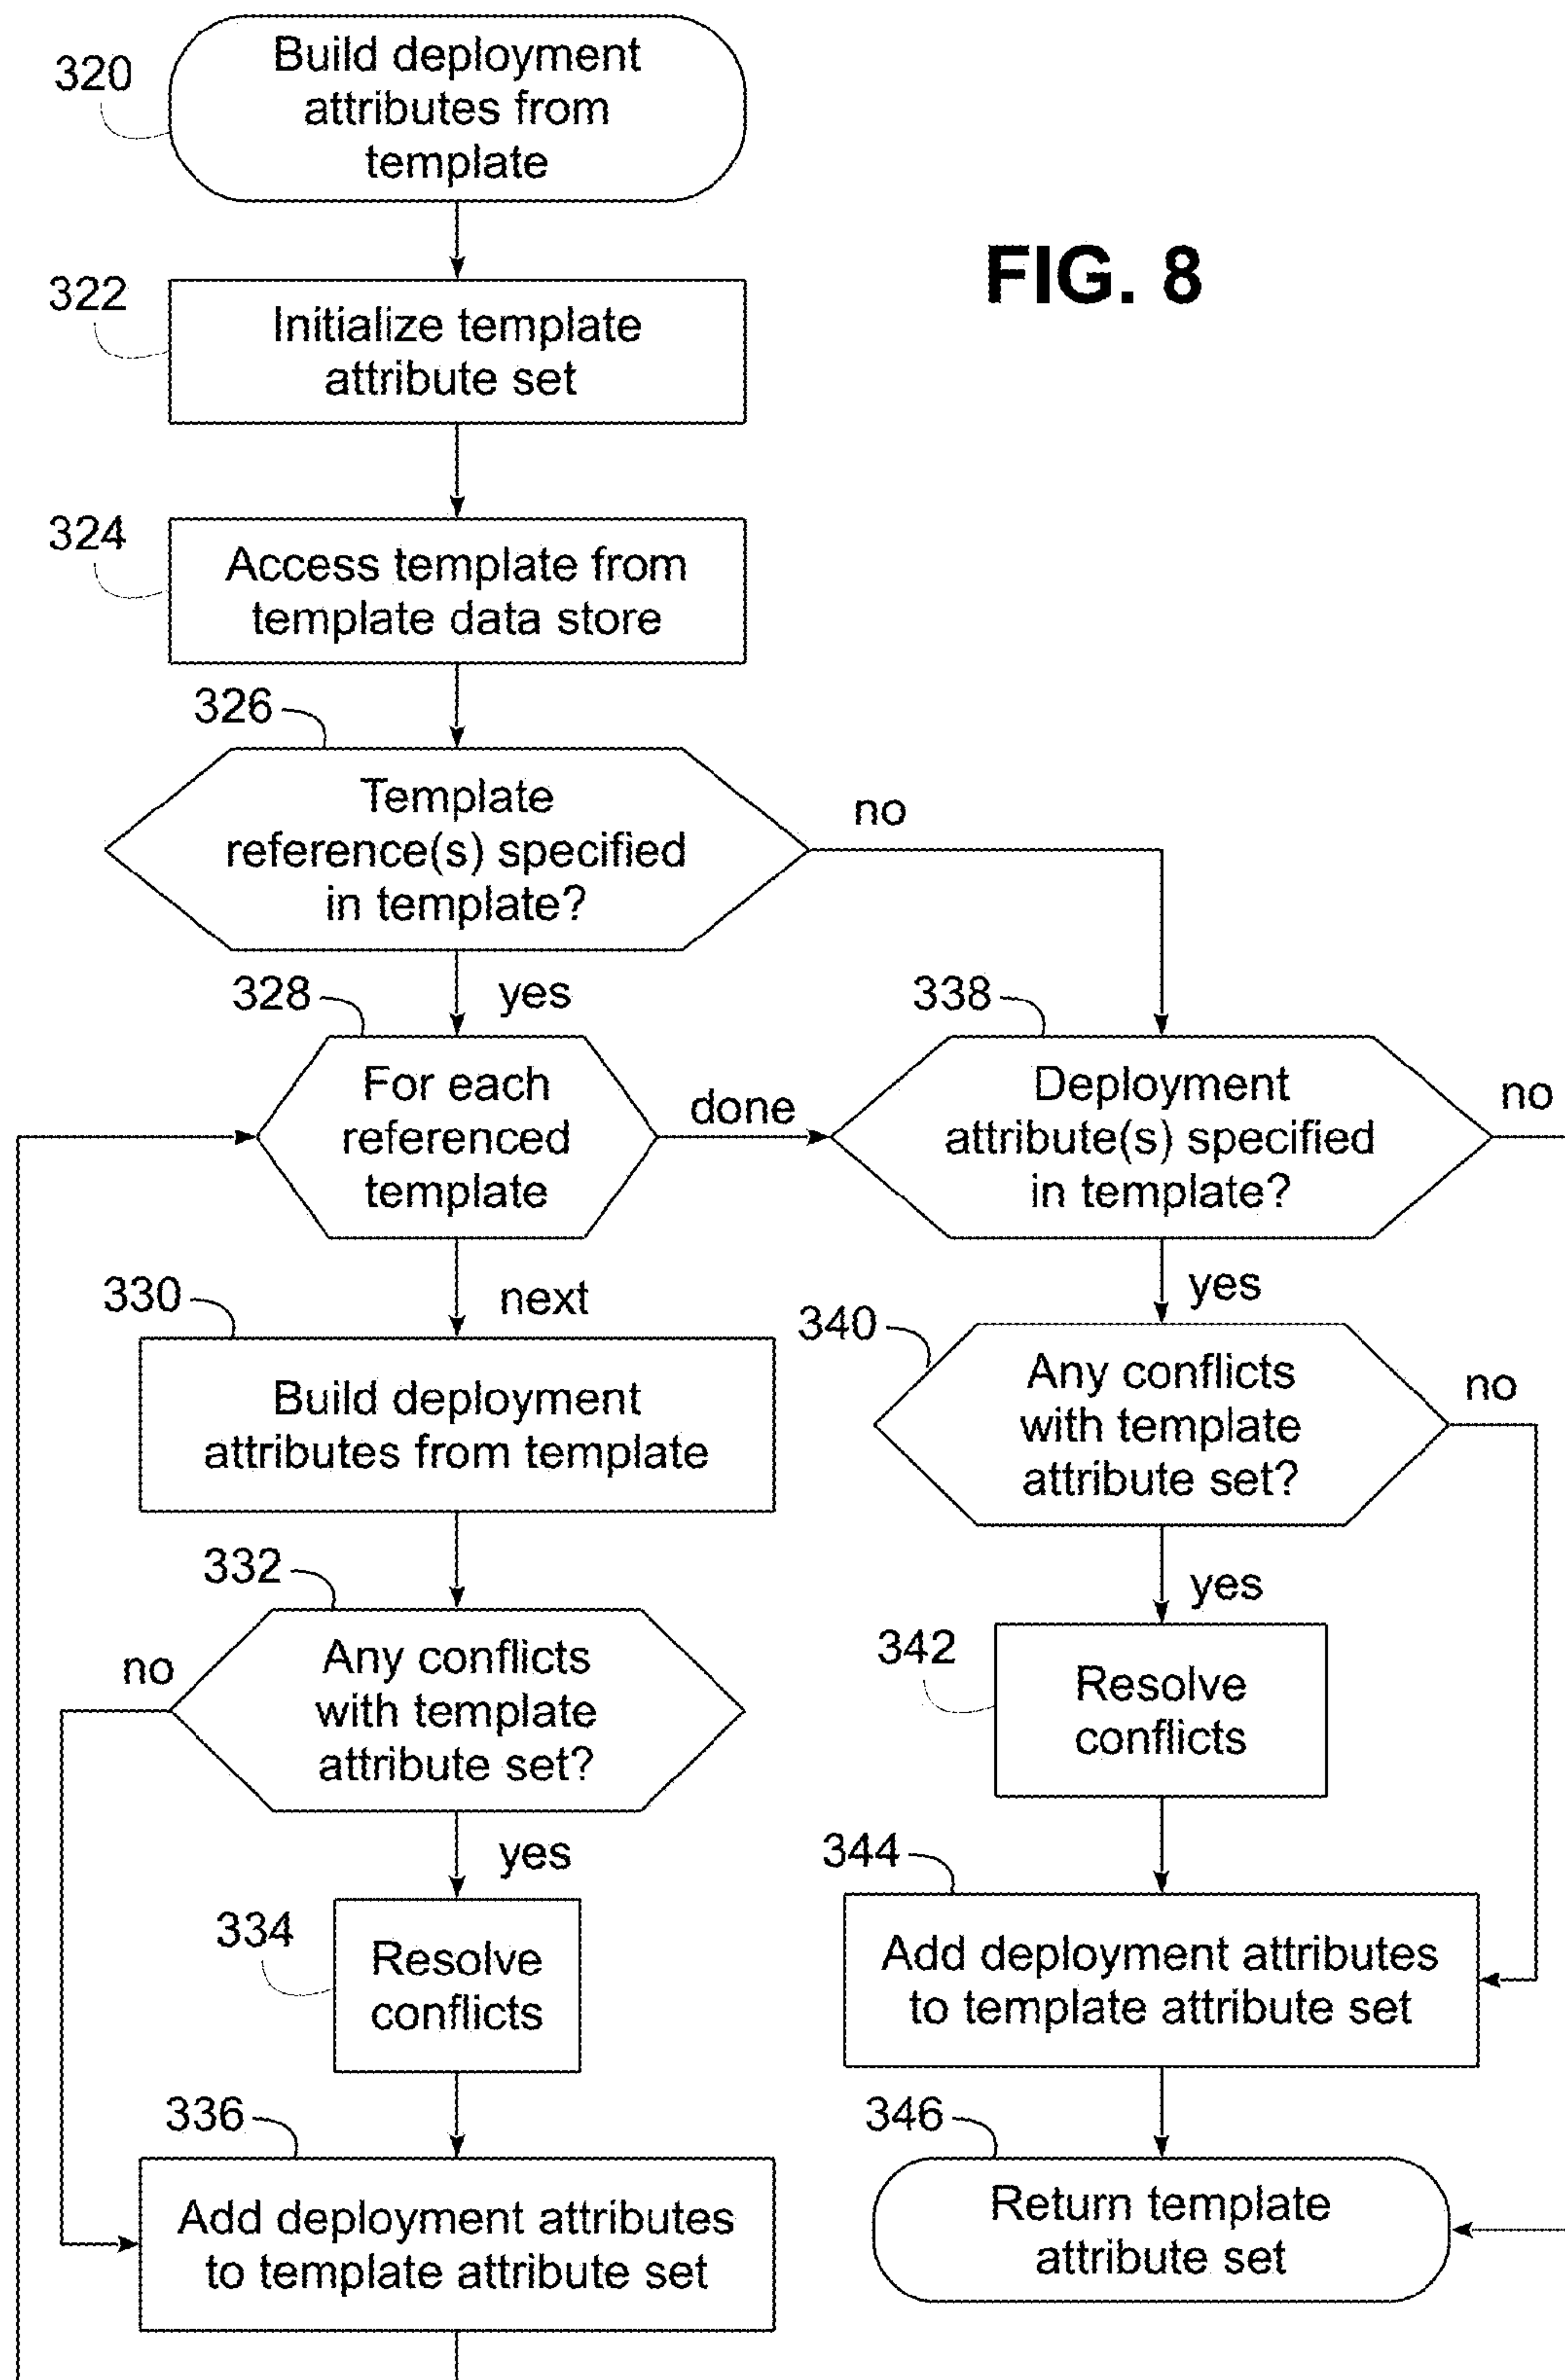 320
Build deployment
attributes from
template
FIG. 8
322
Initialize template
attribute set
324
Access template from
template data store
326
Template
reference(s) specified
in template?
no
yes
328
For each
referenced
template
done
338
Deployment
attribute(s) specified
in template?
no
next
330
Build deployment
attributes from template
332
Any conflicts
with template
attribute set?
no
yes
334
Resolve
conflicts
336
Add deployment attributes
to template attribute set
yes
340
Any conflicts
with template
attribute set?
no
yes
342
Resolve
conflicts
344
Add deployment attributes
to template attribute set
346
Return template
attribute set